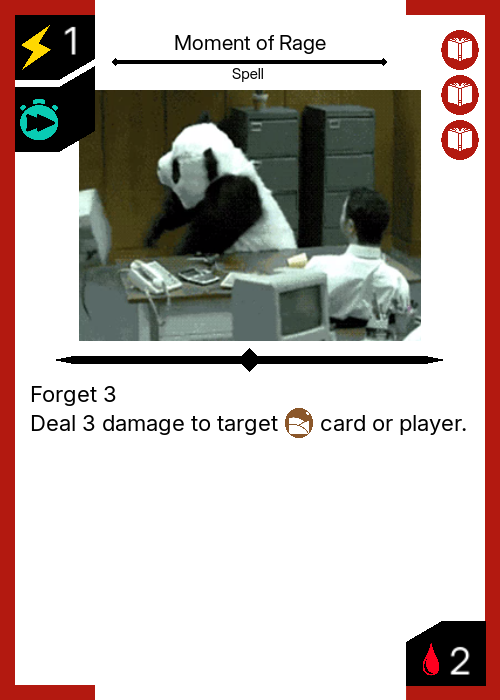 1
Moment of Rage
Spell
Forget 3
Deal 3 damage to target card or player.
2